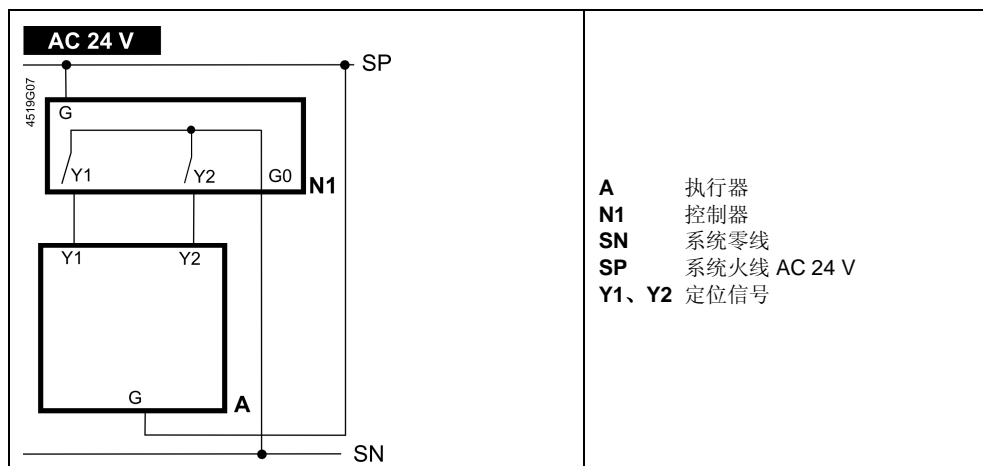 AC 24 V
SP
4519G07
G
Y1
Y2
G0
N1
Y1
Y2
G
A
SN
A 执行器
N1 控制器
SN 系统零线
SP 系统火线 AC 24 V
Y1、Y2 定位信号